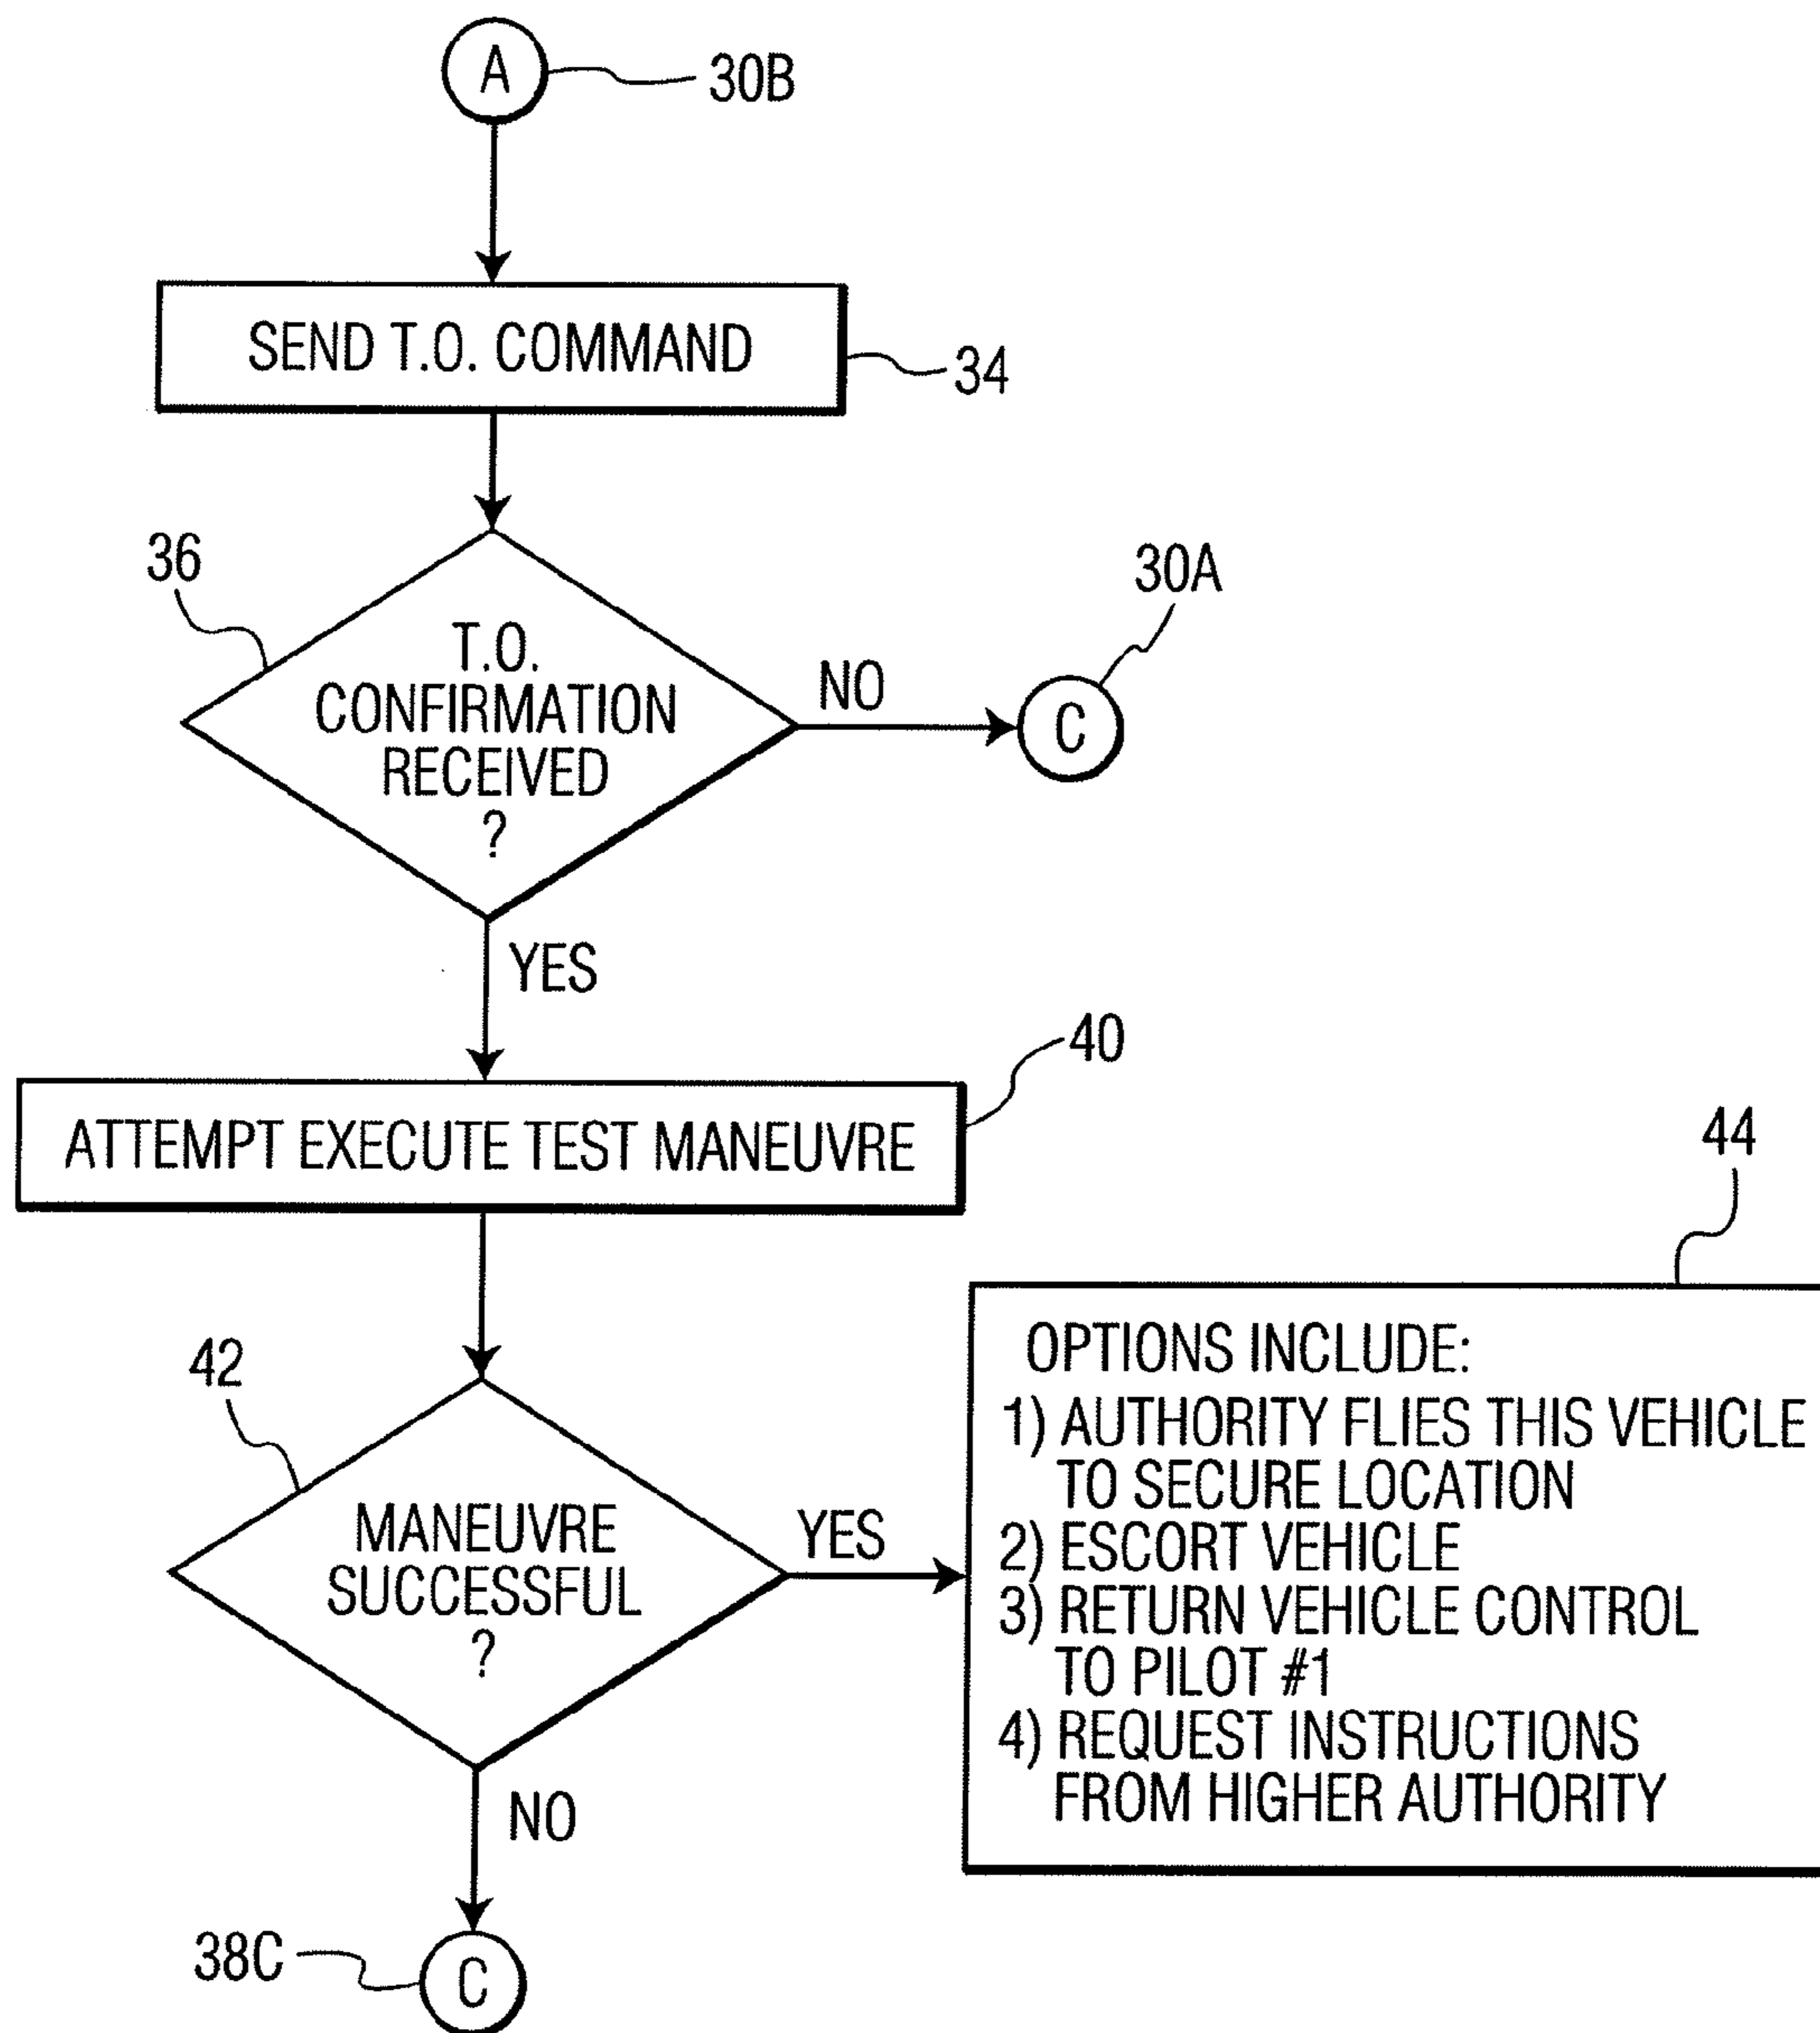 A
30B
SEND T.O. COMMAND
34
36
T.O.
CONFIRMATION
RECEIVED
?
NO
30A
C
YES
40
ATTEMPT EXECUTE TEST MANEUVRE
44
42
MANEUVRE
SUCCESSFUL
?
YES
OPTIONS INCLUDE:
1) AUTHORITY FLIES THIS VEHICLE
TO SECURE LOCATION
2) ESCORT VEHICLE
3) RETURN VEHICLE CONTROL
TO PILOT #1
4) REQUEST INSTRUCTIONS
FROM HIGHER AUTHORITY
NO
38C
C